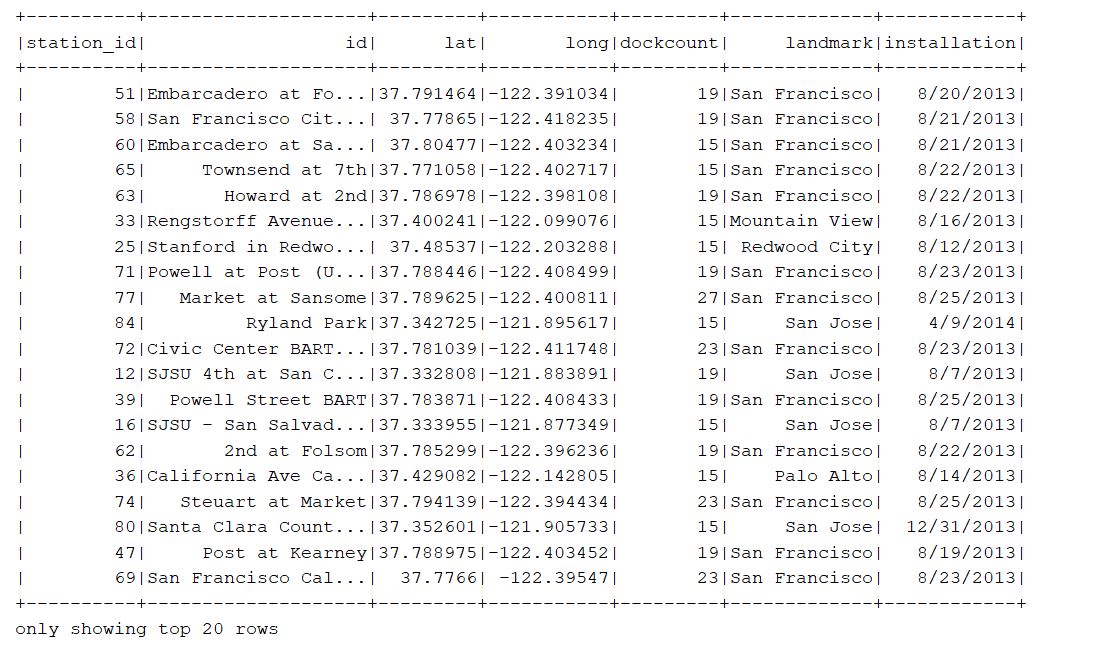 +----------+--------------------+---------+-----------+---------+-------------+------------+
|station_id|                  id|      lat|       long|dockcount|     landmark|installation|
+----------+--------------------+---------+-----------+---------+-------------+------------+
|        51|Embarcadero at Fo...|37.791464|-122.391034|       19|San Francisco|   8/20/2013|
|        58|San Francisco Cit...| 37.77865|-122.418235|       19|San Francisco|   8/21/2013|
|        60|Embarcadero at Sa...| 37.80477|-122.403234|       15|San Francisco|   8/21/2013|
|        65|     Townsend at 7th|37.771058|-122.402717|       15|San Francisco|   8/22/2013|
|        63|       Howard at 2nd|37.786978|-122.398108|       19|San Francisco|   8/22/2013|
|        33|Rengstorff Avenue...|37.400241|-122.099076|       15|Mountain View|   8/16/2013|
|        25|Stanford in Redwo...| 37.48537|-122.203288|       15| Redwood City|   8/12/2013|
|        71|Powell at Post (U...|37.788446|-122.408499|       19|San Francisco|   8/23/2013|
|        77|   Market at Sansome|37.789625|-122.400811|       27|San Francisco|   8/25/2013|
|        84|         Ryland Park|37.342725|-121.895617|       15|     San Jose|    4/9/2014|
|        72|Civic Center BART...|37.781039|-122.411748|       23|San Francisco|   8/23/2013|
|        12|SJSU 4th at San C...|37.332808|-121.883891|       19|     San Jose|    8/7/2013|
|        39|  Powell Street BART|37.783871|-122.408433|       19|San Francisco|   8/25/2013|
|        16|SJSU - San Salvad...|37.333955|-121.877349|       15|     San Jose|    8/7/2013|
|        62|       2nd at Folsom|37.785299|-122.396236|       19|San Francisco|   8/22/2013|
|        36|California Ave Ca...|37.429082|-122.142805|       15|    Palo Alto|   8/14/2013|
|        74|   Steuart at Market|37.794139|-122.394434|       23|San Francisco|   8/25/2013|
|        80|Santa Clara Count...|37.352601|-121.905733|       15|     San Jose|  12/31/2013|
|        47|     Post at Kearney|37.788975|-122.403452|       19|San Francisco|   8/19/2013|
|        69|San Francisco Cal...|  37.7766| -122.39547|       23|San Francisco|   8/23/2013|
+----------+--------------------+---------+-----------+---------+-------------+------------+
only showing top 20 rows